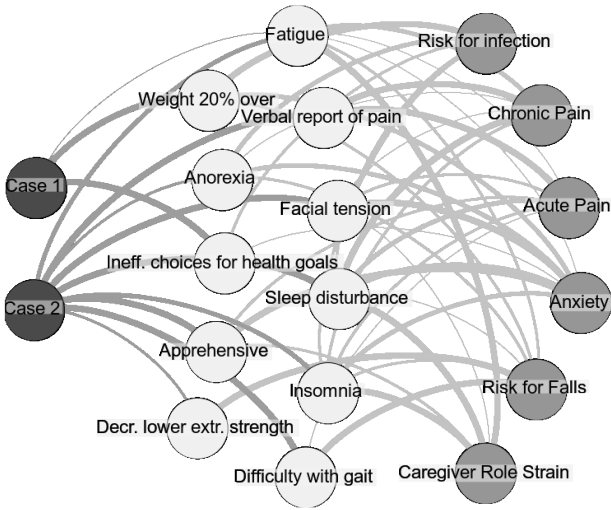 Fatigue
Risk for infection
Weight 20% over
Verbal report of pain
Chronic Pain
Case 1
Anorexia
Facial tension
Acute Pain
Ineff. choices for health goals
Sleep disturbance
Anxiety
Case 2
Apprehensive
Insomnia
Risk for Falls
Decr. lower extr. strength
Difficulty with gait
Caregiver Role Strain